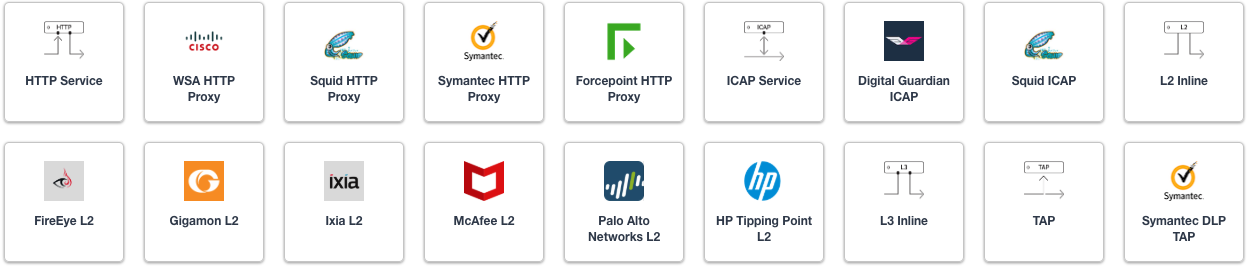 HTTP
HTTP Service
CISCO
WSA HTTP
Proxy
Squid HTTP
Proxy
Symantec.
Symantec HTTP
Proxy
Forcepoint HTTP
Proxy
ICAP
ICAP Service
Digital Guardian
ICAP
Squid ICAP
L2
L2 Inline
FireEye L2
G
Gigamon L2
ixia
Ixia L2
McAfee L2
Palo Alto
Networks L2
hp
HP Tipping Point
L2
L3
L3 Inline
TAP
TAP
Symantec.
Symantec DLP
TAP